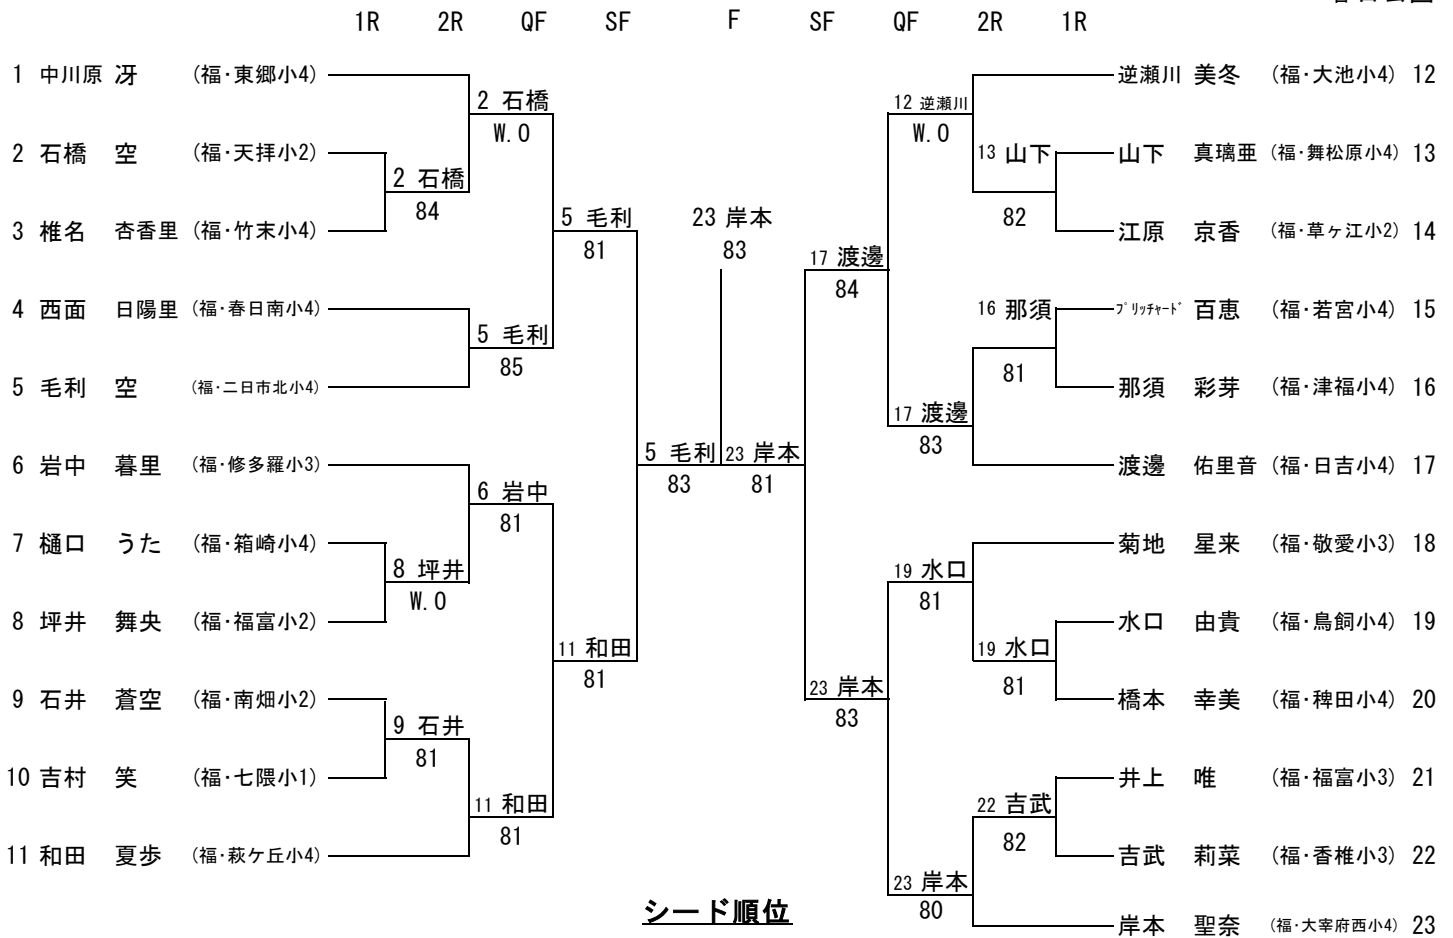 1R 2R QF SF F SF QF 2R 1R
1 中川原 冴 (福･東郷小4)
2 石橋 空 (福･天拝小2)
3 椎名 杏香里 (福･竹末小4)
4 西面 日陽里 (福･春日南小4)
5 毛利 空 (福･二日市北小4)
6 岩中 暮里 (福･修多羅小3)
7 樋口 うた (福･箱崎小4)
8 坪井 舞央 (福･福富小2)
9 石井 蒼空 (福･南畑小2)
10 吉村 笑 (福･七隈小1)
11 和田 夏歩 (福･萩ケ丘小4)
2 石橋
84
8 坪井
W.O
9 石井
81
2 石橋
W.O
5 毛利
85
6 岩中
81
11 和田
81
5 毛利
81
11 和田
81
5 毛利
83
23 岸本
83
23 岸本
81
17 渡邊
84
23 岸本
83
12 逆瀬川
W.O
17 渡邊
83
19 水口
81
23 岸本
80
13 山下
82
16 那須
81
19 水口
81
22 吉武
82
逆瀬川 美冬 (福･大池小4) 12
山下 真璃亜 (福･舞松原小4) 13
江原 京香 (福･草ヶ江小2) 14
ﾌﾟﾘｯﾁｬｰﾄﾞ 百恵 (福･若宮小4) 15
那須 彩芽 (福･津福小4) 16
渡邊 佑里音 (福･日吉小4) 17
菊地 星来 (福･敬愛小3) 18
水口 由貴 (福･鳥飼小4) 19
橋本 幸美 (福･稗田小4) 20
井上 唯 (福･福富小3) 21
吉武 莉菜 (福･香椎小3) 22
岸本 聖奈 (福･大宰府西小4) 23
シード順位